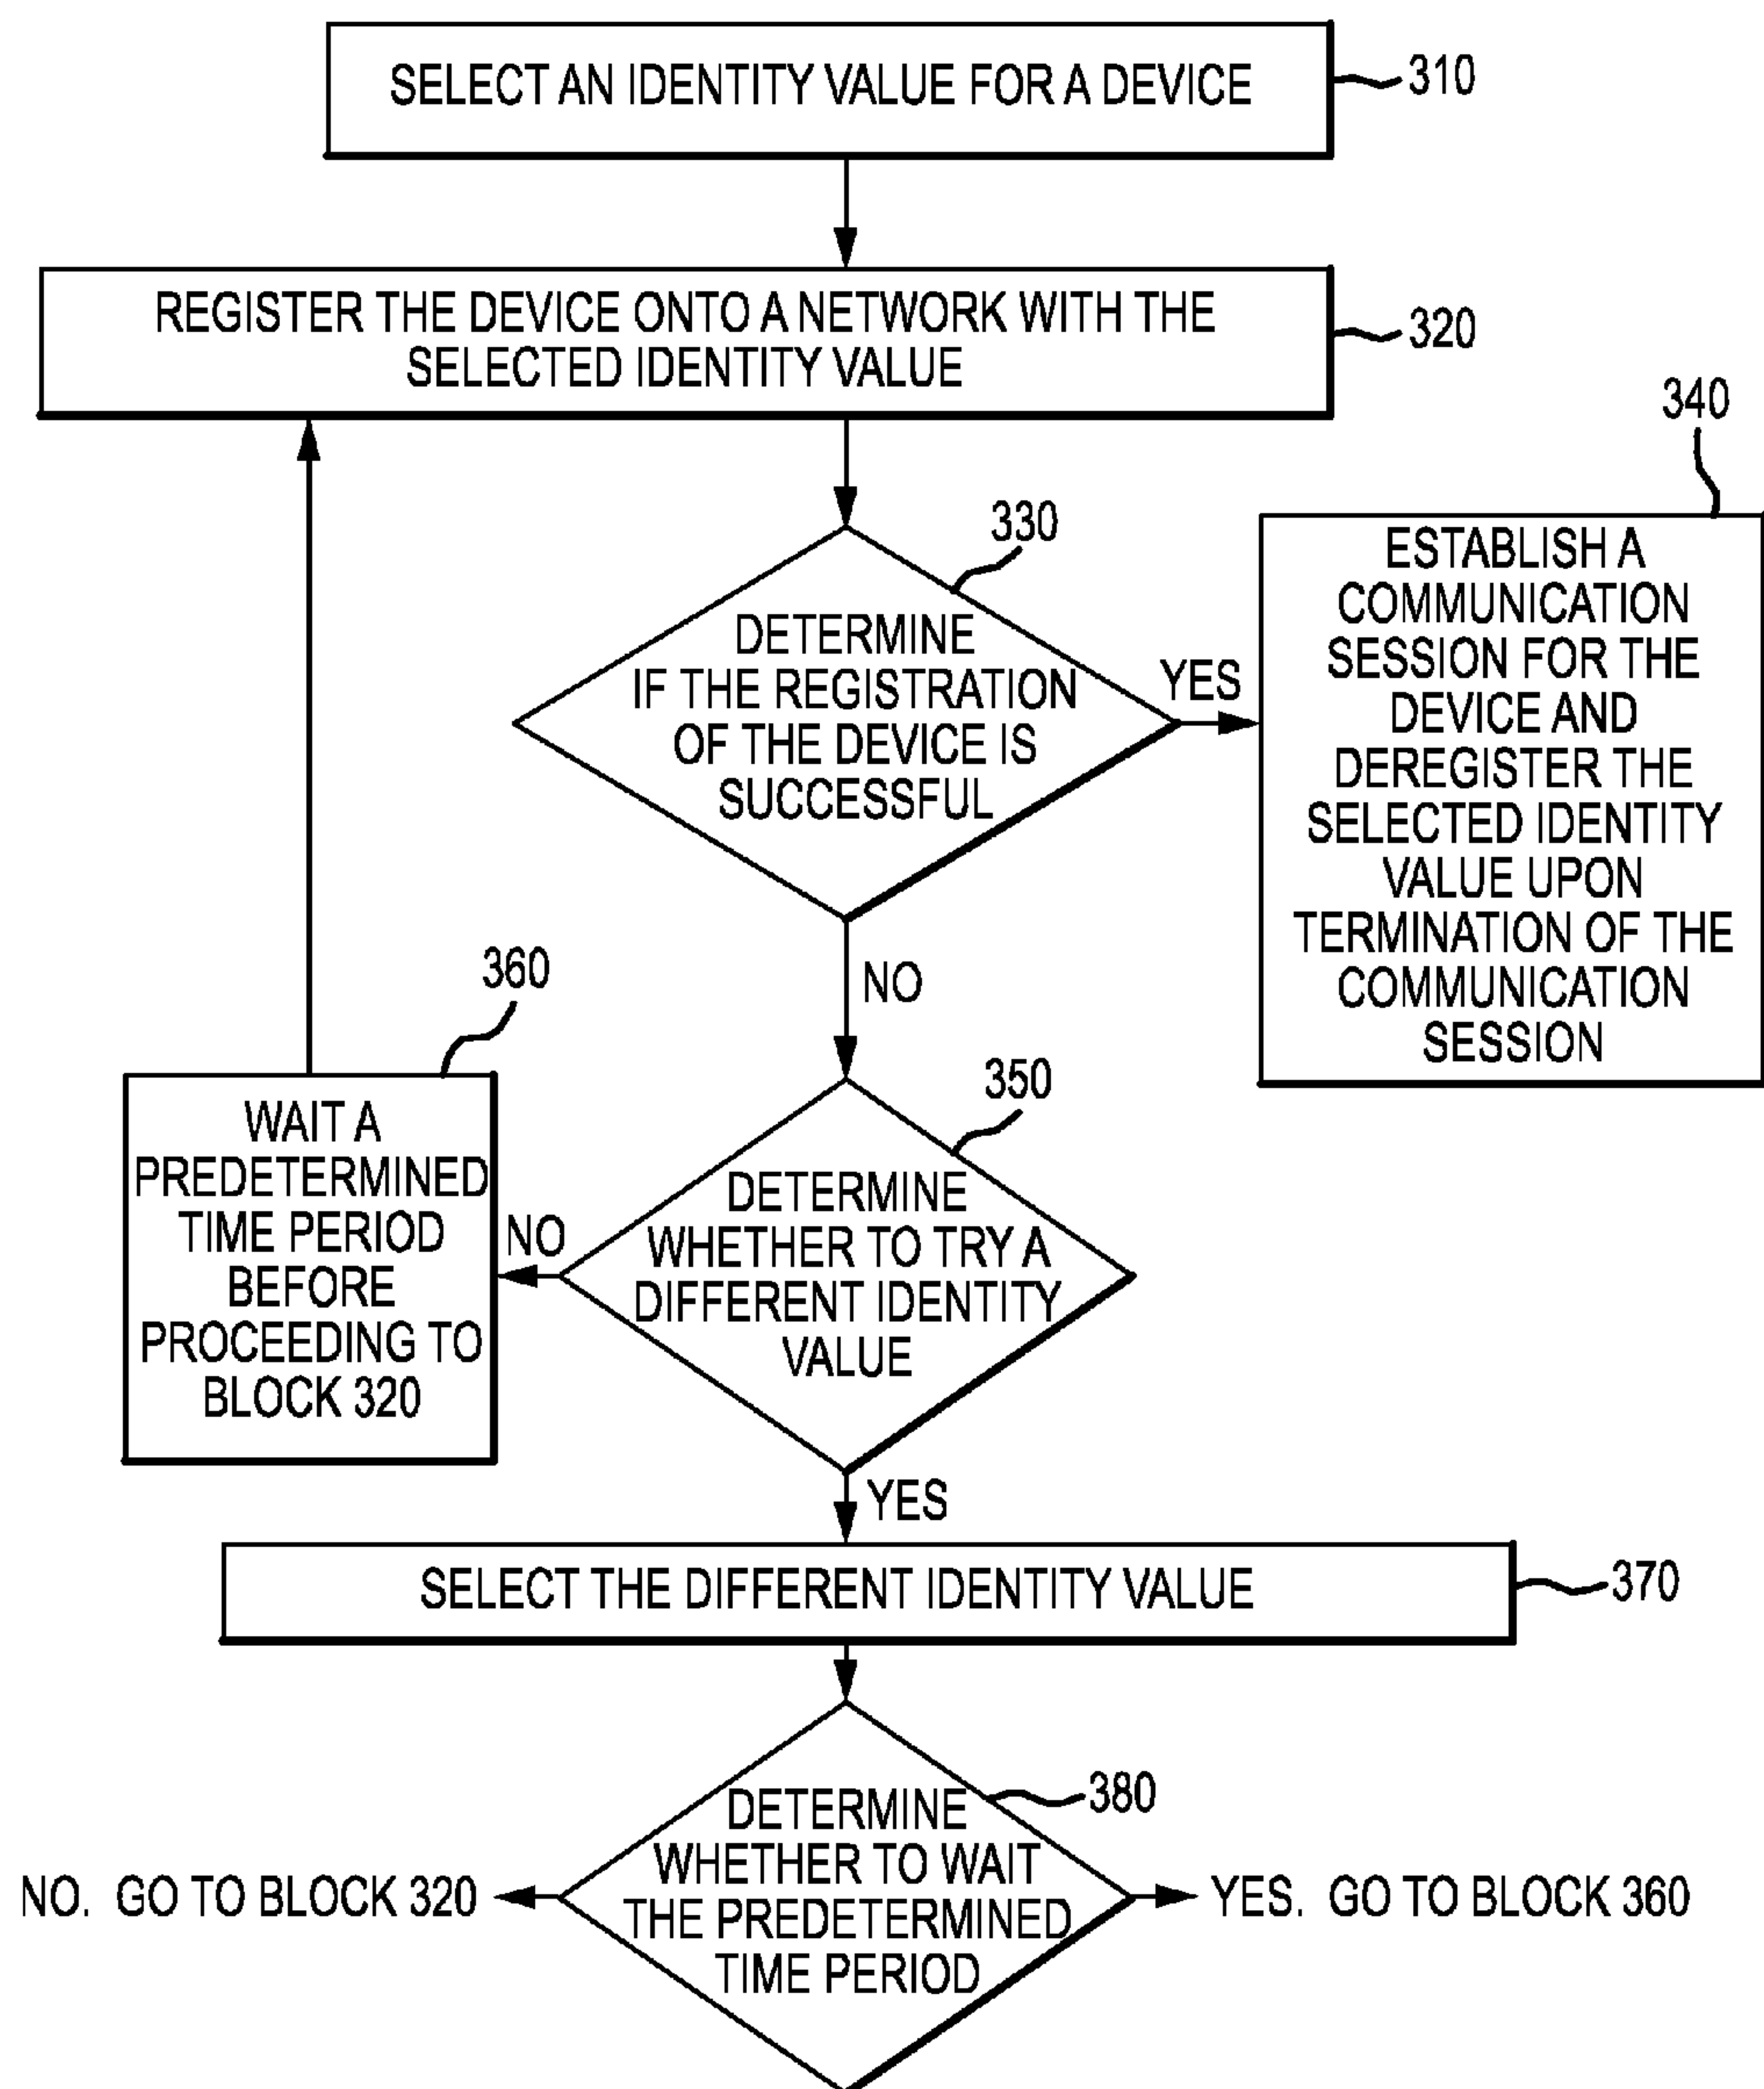 SELECT AN IDENTITY VALUE FOR A DEVICE
310
REGISTER THE DEVICE ONTO A NETWORK WITH THE
SELECTED IDENTITY VALUE
320
330
DETERMINE
IF THE REGISTRATION
OF THE DEVICE IS
SUCCESSFUL
YES
340
ESTABLISH A
COMMUNICATION
SESSION FOR THE
DEVICE AND
DEREGISTER THE
SELECTED IDENTITY
VALUE UPON
TERMINATION OF THE
COMMUNICATION
SESSION
NO
350
DETERMINE
WHETHER TO TRY A
DIFFERENT IDENTITY
VALUE
NO
360
WAIT A
PREDETERMINED
TIME PERIOD
BEFORE
PROCEEDING TO
BLOCK 320
YES
SELECT THE DIFFERENT IDENTITY VALUE
370
380
DETERMINE
WHETHER TO WAIT
THE PREDETERMINED
TIME PERIOD
NO. GO TO BLOCK 320
YES. GO TO BLOCK 360